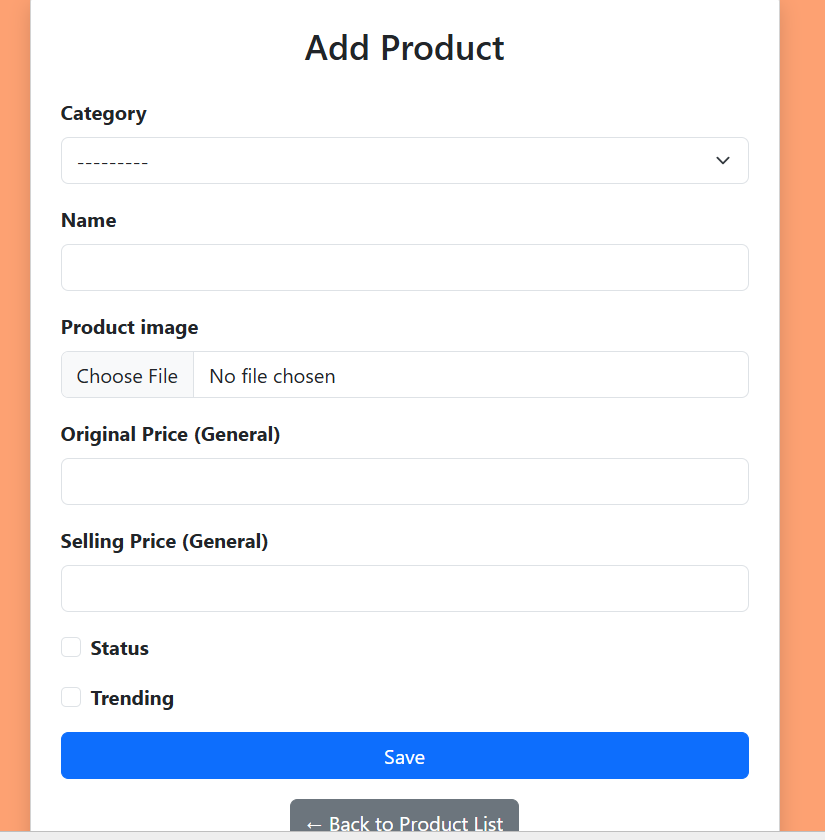 Add Product
Category
---------
Name
Product image
Choose File No file chosen
Original Price (General)
Selling Price (General)
Status
Trending
Save
← Back to Product List